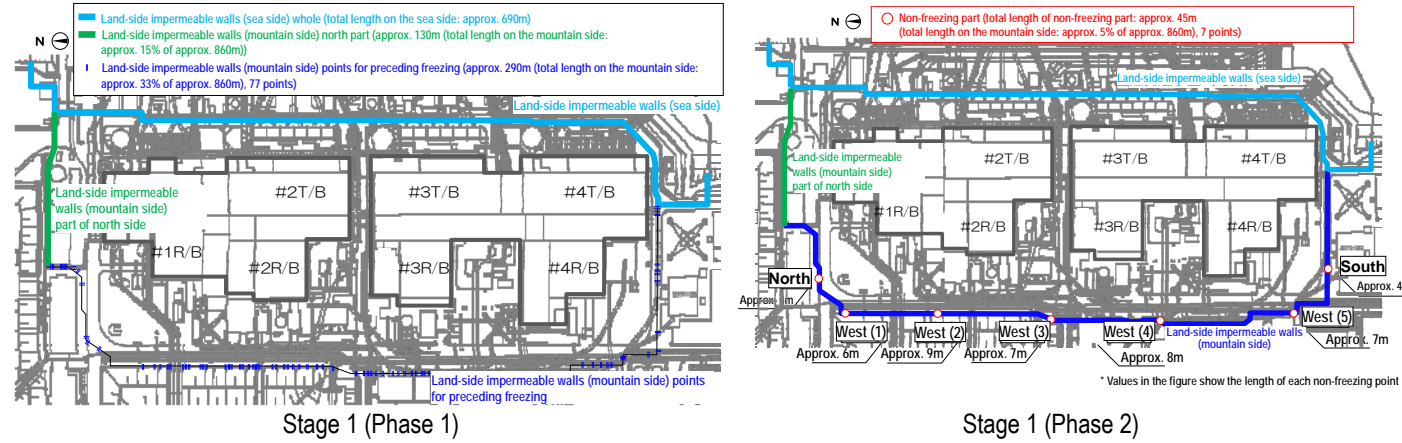 Land-side impermeable walls (sea side) whole (total length on the sea side: approx. 690m)
Land-side impermeable walls (mountain side) north part (approx. 130m (total length on the mountain side:
approx. 15% of approx. 860m))
Land-side impermeable walls (mountain side) points for preceding freezing (approx. 290m (total length on the mountain side:
approx. 33% of approx. 860m), 77 points)
N
Land-side impermeable walls (sea side)
#2T/B
#3T/B
#4T/B
Land-side impermeable
walls (mountain side)
part of north side
#1R/B
#2R/B
#3R/B
#4R/B
Land-side impermeable walls (mountain side) points
for preceding freezing
Stage 1 (Phase 1)
Non-freezing part (total length of non-freezing part: approx. 45m
(total length on the mountain side: approx. 5% of approx. 860m), 7 points)
N
Land-side impermeable walls (sea side)
#2T/B
#3T/B
#4T/B
Land-side impermeable
walls (mountain side)
part of north side
#1R/B
#2R/B
#3R/B
#4R/B
North
South
Approx. 4
West (1)
West (2)
West (3)
West (4)
West (5)
Land-side impermeable walls
(mountain side)
Approx. 6m
Approx. 9m
Approx. 7m
Approx. 8m
Approx. 7m
* Values in the figure show the length of each non-freezing point
Stage 1 (Phase 2)